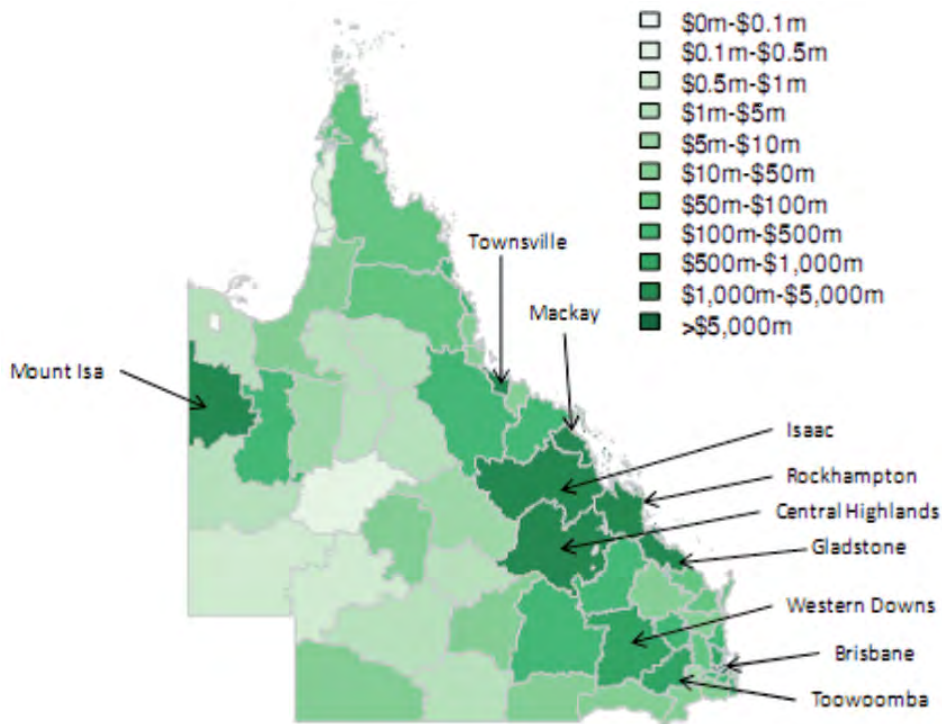 $0m-$0.1m
$0.1m-$0.5m
$0.5m-$1m
$1m-$5m
$5m-$10m
$10m-$50m
$50m-$100m
$100m-$500m
$500m-$1,000m
$1,000m-$5,000m
>$5,000m
Townsville
Mackay
Mount Isa
Isaac
Rockhampton
Central Highlands
Gladstone
Western Downs
Brisbane
Toowoomba